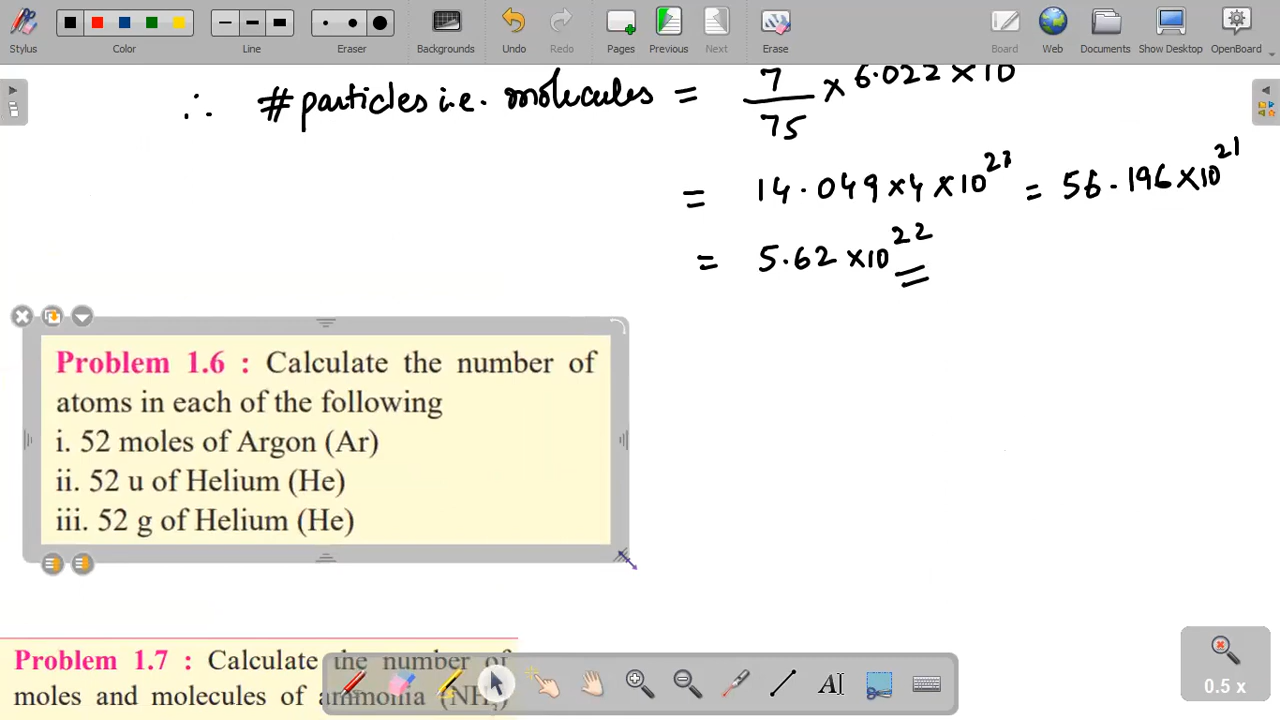 Stylus Color Line Eraser Backgrounds Undo Redo Pages Previous Next Erase Board Web Documents Show Desktop OpenBoard
∴ #particles i.e. molecules = 7/75 × 6.022 × 10
= 14.049 × 4 × 10^21 = 56.196 × 10^21
= 5.62 × 10^22
Problem 1.6 : Calculate the number of
atoms in each of the following
i. 52 moles of Argon (Ar)
ii. 52 u of Helium (He)
iii. 52 g of Helium (He)
Problem 1.7 : Calculate the number of
moles and molecules of ammonia (NH3)
0.5 x